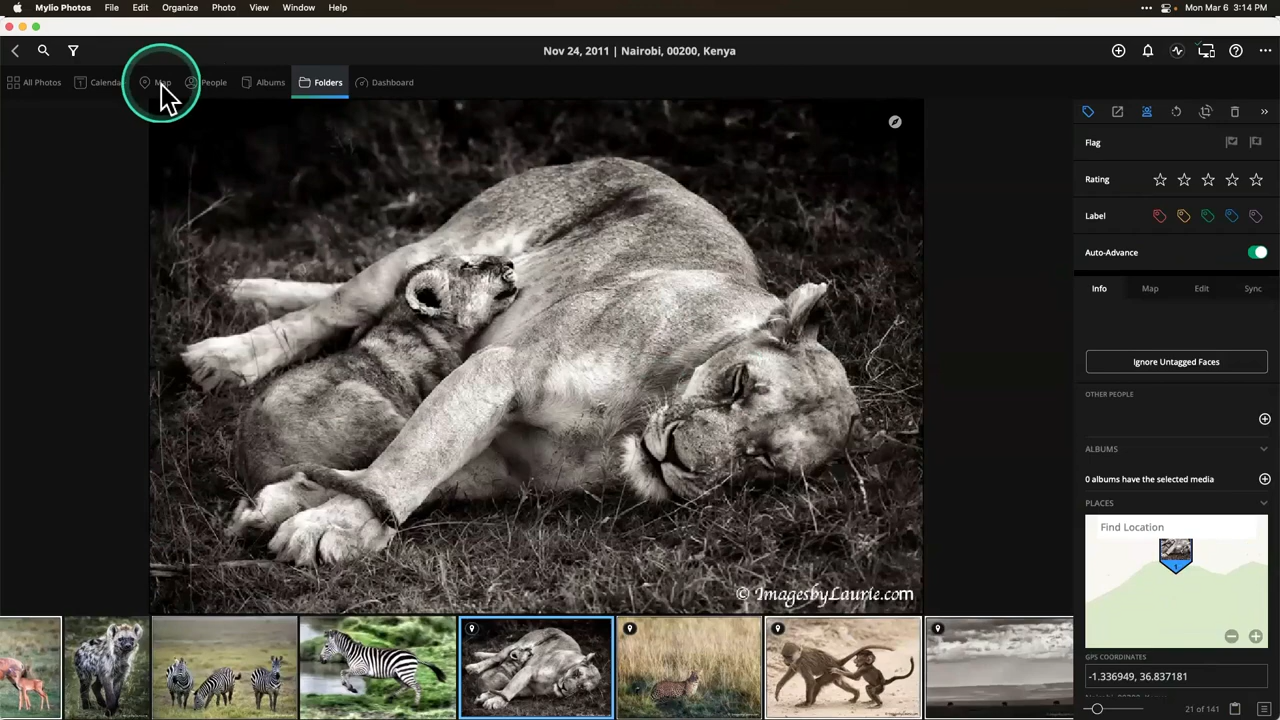 Mylio Photos File Edit Organize Photo View Window Help
Mon Mar 6 3:14 PM
Nov 24, 2011 | Nairobi, 00200, Kenya
All Photos Calenda Map People Albums Folders Dashboard
Flag
Rating
Label
Auto-Advance
Info Map Edit Sync
Ignore Untagged Faces
OTHER PEOPLE
ALBUMS
0 albums have the selected media
PLACES
Find Location
1
© ImagesbyLaurie.com
GPS COORDINATES
-1.336949, 36.837181
21 of 141